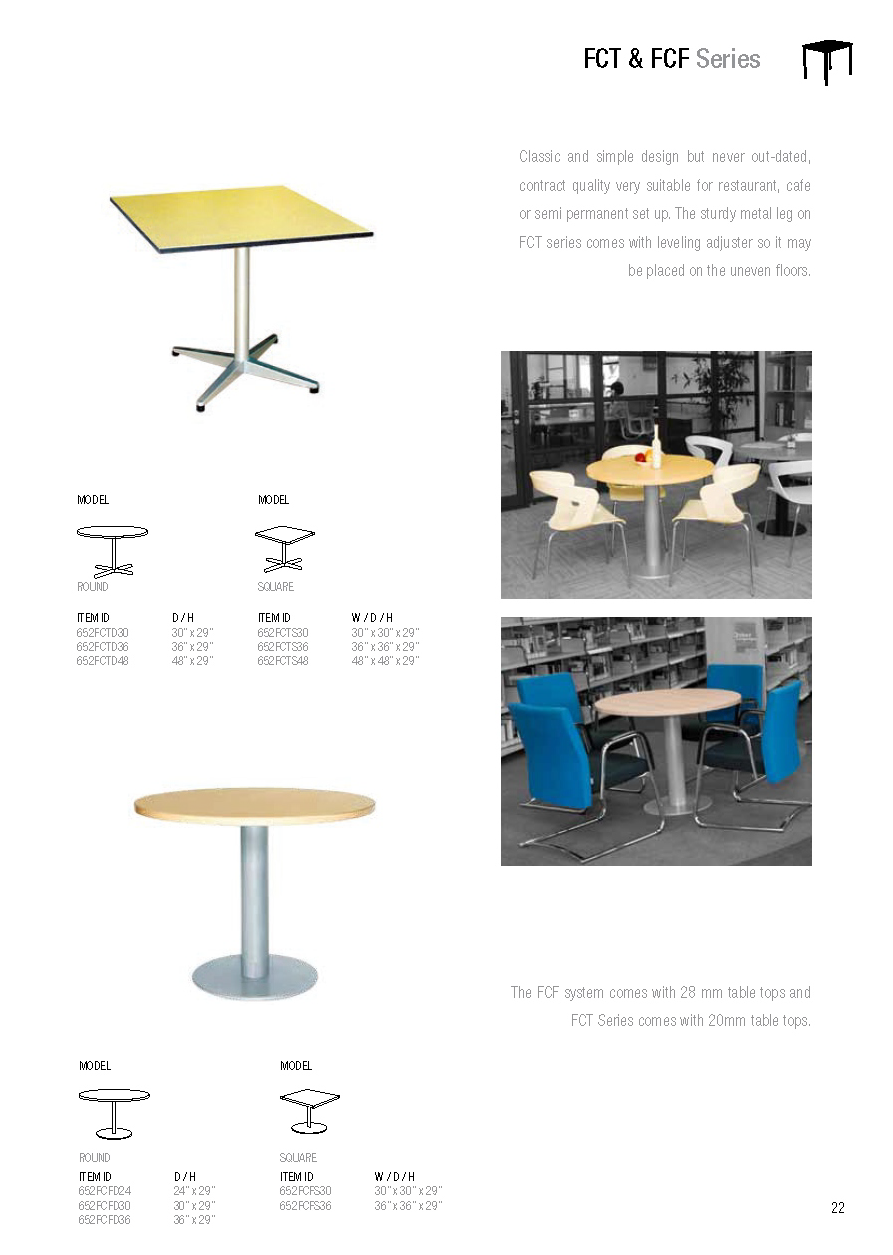 FCT & FCF Series
Classic and simple design but never out-dated,
contract quality very suitable for restaurant, cafe
or semi permanent set up. The sturdy metal leg on
FCT series comes with leveling adjuster so it may
be placed on the uneven floors.
MODEL MODEL
ROUND SQUARE
ITEM ID D / H ITEM ID W / D / H
652FCTD30 30" x 29" 652FCTS30 30" x 30" x 29"
652FCTD36 36" x 29" 652FCTS36 36" x 36" x 29"
652FCTD48 48" x 29" 652FCTS48 48" x 48" x 29"
The FCF system comes with 28 mm table tops and
FCT Series comes with 20mm table tops.
MODEL MODEL
ROUND SQUARE
ITEM ID D / H ITEM ID W / D / H
652FCFD24 24" x 29" 652FCFS30 30" x 30" x 29"
652FCFD30 30" x 29" 652FCFS36 36" x 36" x 29"
652FCFD36 36" x 29"
22